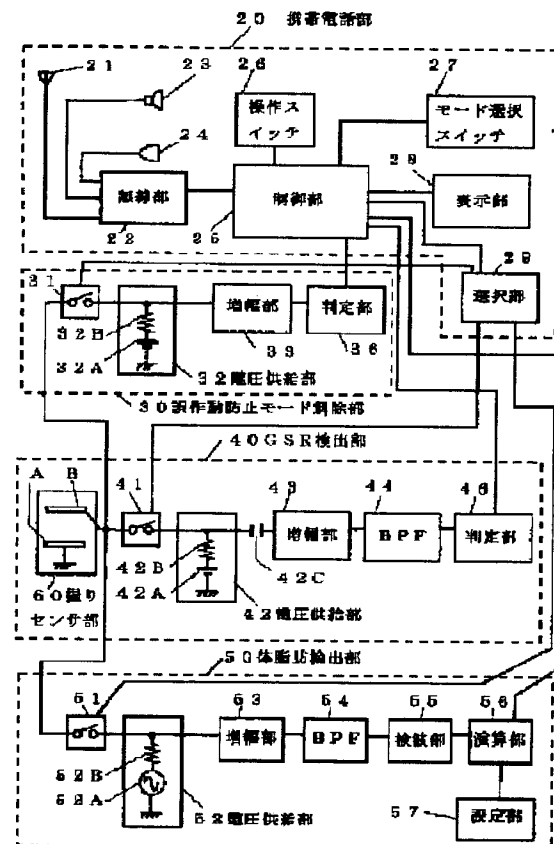 20 携帯電話部
21
23
26
27
操作ス
イッチ
モード選択
スイッチ
24
28
無線部
制御部
表示部
22
25
29
選択部
31
32B
増幅部
判定部
32A
33
36
32電圧供給部
30誤作動防止モード解除部
40GSR検出部
A
B
41
43
44
46
増幅部
BPF
判定部
42B
42C
42A
60握り
センサ部
42電圧供給部
50体脂肪検出部
51
53
54
55
56
増幅部
BPF
検波部
演算部
52B
52A
52電圧供給部
57
設定部